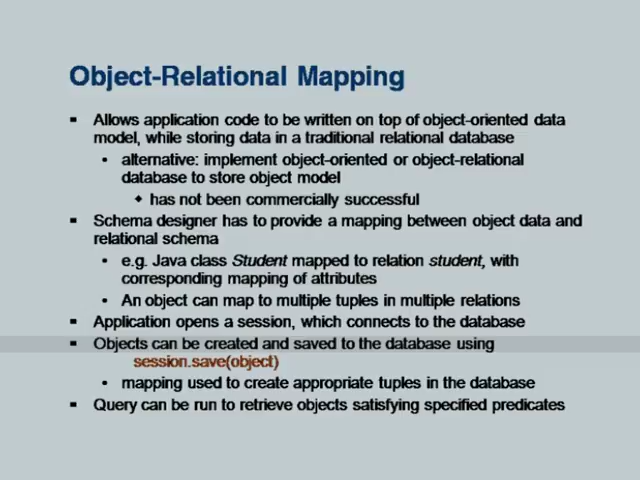 Object-Relational Mapping
▪ Allows application code to be written on top of object-oriented data
model, while storing data in a traditional relational database
• alternative: implement object-oriented or object-relational
database to store object model
◆ has not been commercially successful
▪ Schema designer has to provide a mapping between object data and
relational schema
• e.g. Java class Student mapped to relation student, with
corresponding mapping of attributes
• An object can map to multiple tuples in multiple relations
▪ Application opens a session, which connects to the database
▪ Objects can be created and saved to the database using
session.save(object)
• mapping used to create appropriate tuples in the database
▪ Query can be run to retrieve objects satisfying specified predicates